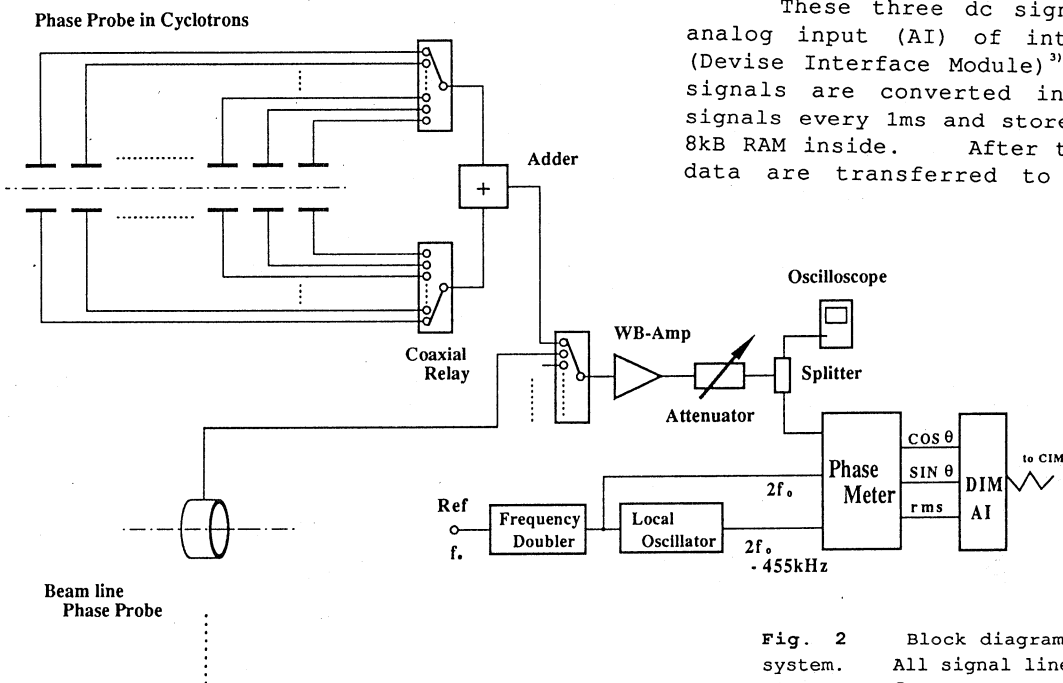 Phase Probe in Cyclotrons
These three dc sign
analog input (AI) of int
(Devise Interface Module)³⁾
signals are converted in
signals every 1ms and store
8kB RAM inside. After t
data are transferred to
Adder
+
Coaxial
Relay
WB-Amp
Attenuator
Oscilloscope
Splitter
Phase
Meter
COS θ
SIN θ
rms
DIM
AI
to CIM
Ref
f₀
Frequency
Doubler
Local
Oscillator
2f₀
2f₀
- 455kHz
Beam line
Phase Probe
Fig. 2 Block diagram
system. All signal line